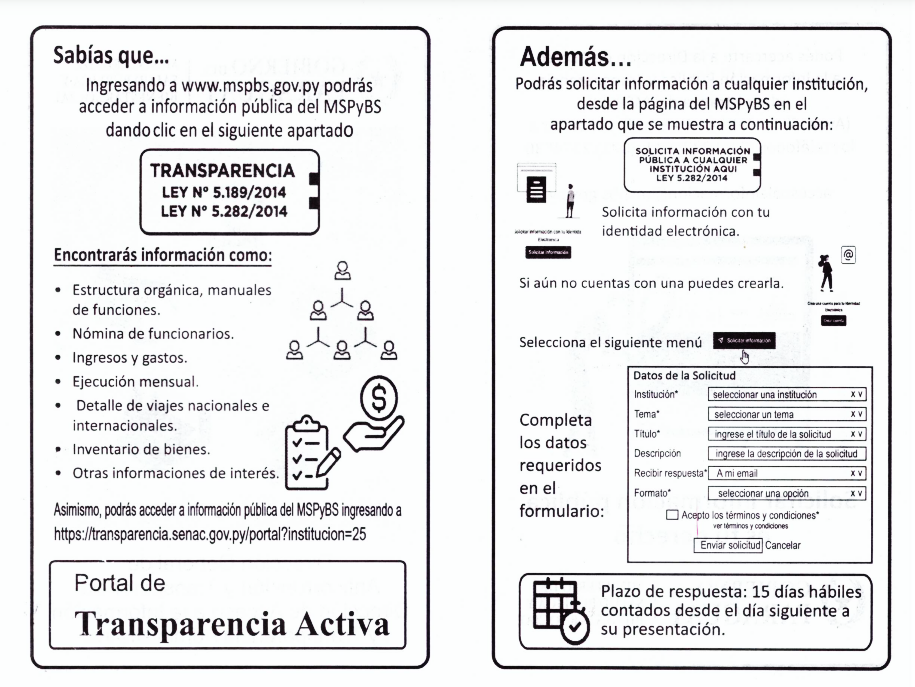 Sabías que...
Ingresando a www.mspbs.gov.py podrás
acceder a información pública del MSPyBS
dando clic en el siguiente apartado
TRANSPARENCIA
LEY N° 5.189/2014
LEY N° 5.282/2014
Encontrarás información como:
• Estructura orgánica, manuales
de funciones.
• Nómina de funcionarios.
• Ingresos y gastos.
• Ejecución mensual.
• Detalle de viajes nacionales e
internacionales.
• Inventario de bienes.
• Otras informaciones de interés.
Asimismo, podrás acceder a información pública del MSPyBS ingresando a
https://transparencia.senac.gov.py/portal?institucion=25
Portal de
Transparencia Activa
Además...
Podrás solicitar información a cualquier institución,
desde la página del MSPyBS en el
apartado que se muestra a continuación:
SOLICITA INFORMACIÓN
PÚBLICA A CUALQUIER
INSTITUCIÓN AQUI
LEY 5.282/2014
Solicita información con tu
identidad electrónica.
Solicitar información con tu Identidad
Electrónica
Solicitar Información
@
Si aún no cuentas con una puedes crearla.
Crea una cuenta para tu Identidad
Electrónica
Crear cuenta
Selecciona el siguiente menú
Solicitar información
Completa
los datos
requeridos
en el
formulario:
Datos de la Solicitud
Institución* seleccionar una institución X V
Tema* seleccionar un tema X V
Título* ingrese el título de la solicitud X V
Descripción ingrese la descripción de la solicitud
Recibir respuesta* A mi email X V
Formato* seleccionar una opción X V
Acepto los términos y condiciones*
ver términos y condiciones
Enviar solicitud Cancelar
Plazo de respuesta: 15 días hábiles
contados desde el día siguiente a
su presentación.